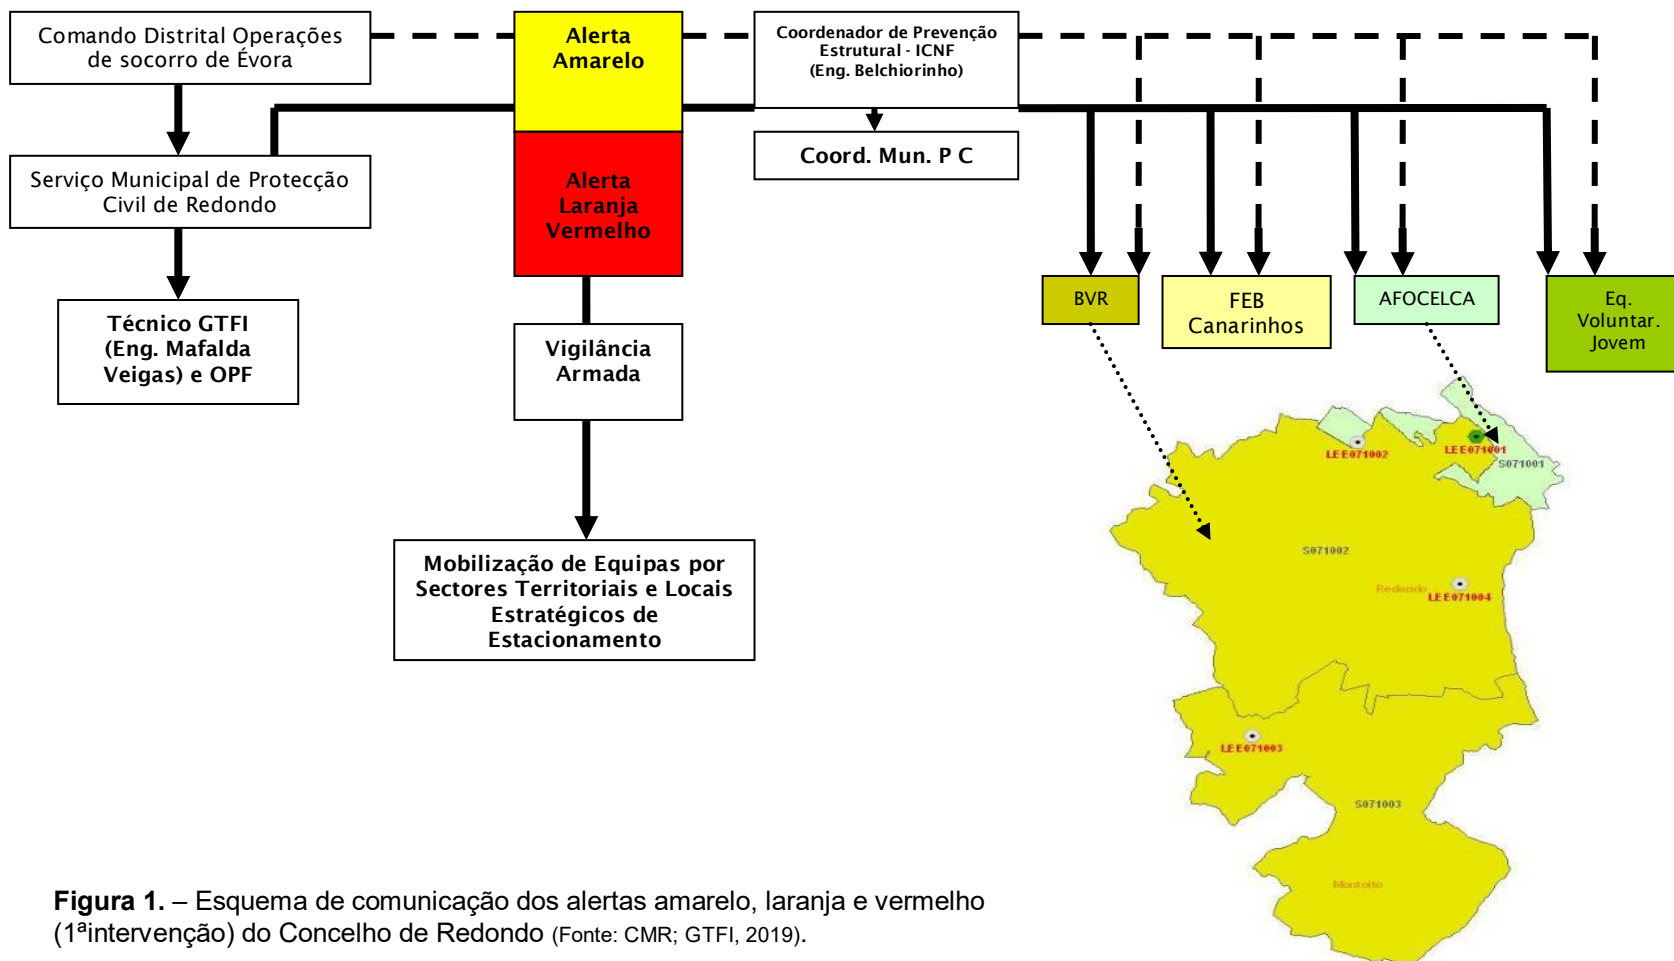 Comando Distrital Operações
de socorro de Évora
Alerta
Amarelo
Coordenador de Prevenção
Estrutural - ICNF
(Eng. Belchiorinho)
Coord. Mun. P C
Serviço Municipal de Protecção
Civil de Redondo
Alerta
Laranja
Vermelho
Técnico GTFI
(Eng. Mafalda
Veigas) e OPF
Vigilância
Armada
Mobilização de Equipas por
Sectores Territoriais e Locais
Estratégicos de
Estacionamento
BVR
FEB
Canarinhos
AFOCELCA
Eq.
Voluntar.
Jovem
LEE071002
LEE071001
S071001
S071002
Redondo
LEE071004
LEE071003
S071003
Montoito
Figura 1. – Esquema de comunicação dos alertas amarelo, laranja e vermelho
(1ªintervenção) do Concelho de Redondo (Fonte: CMR; GTFI, 2019).